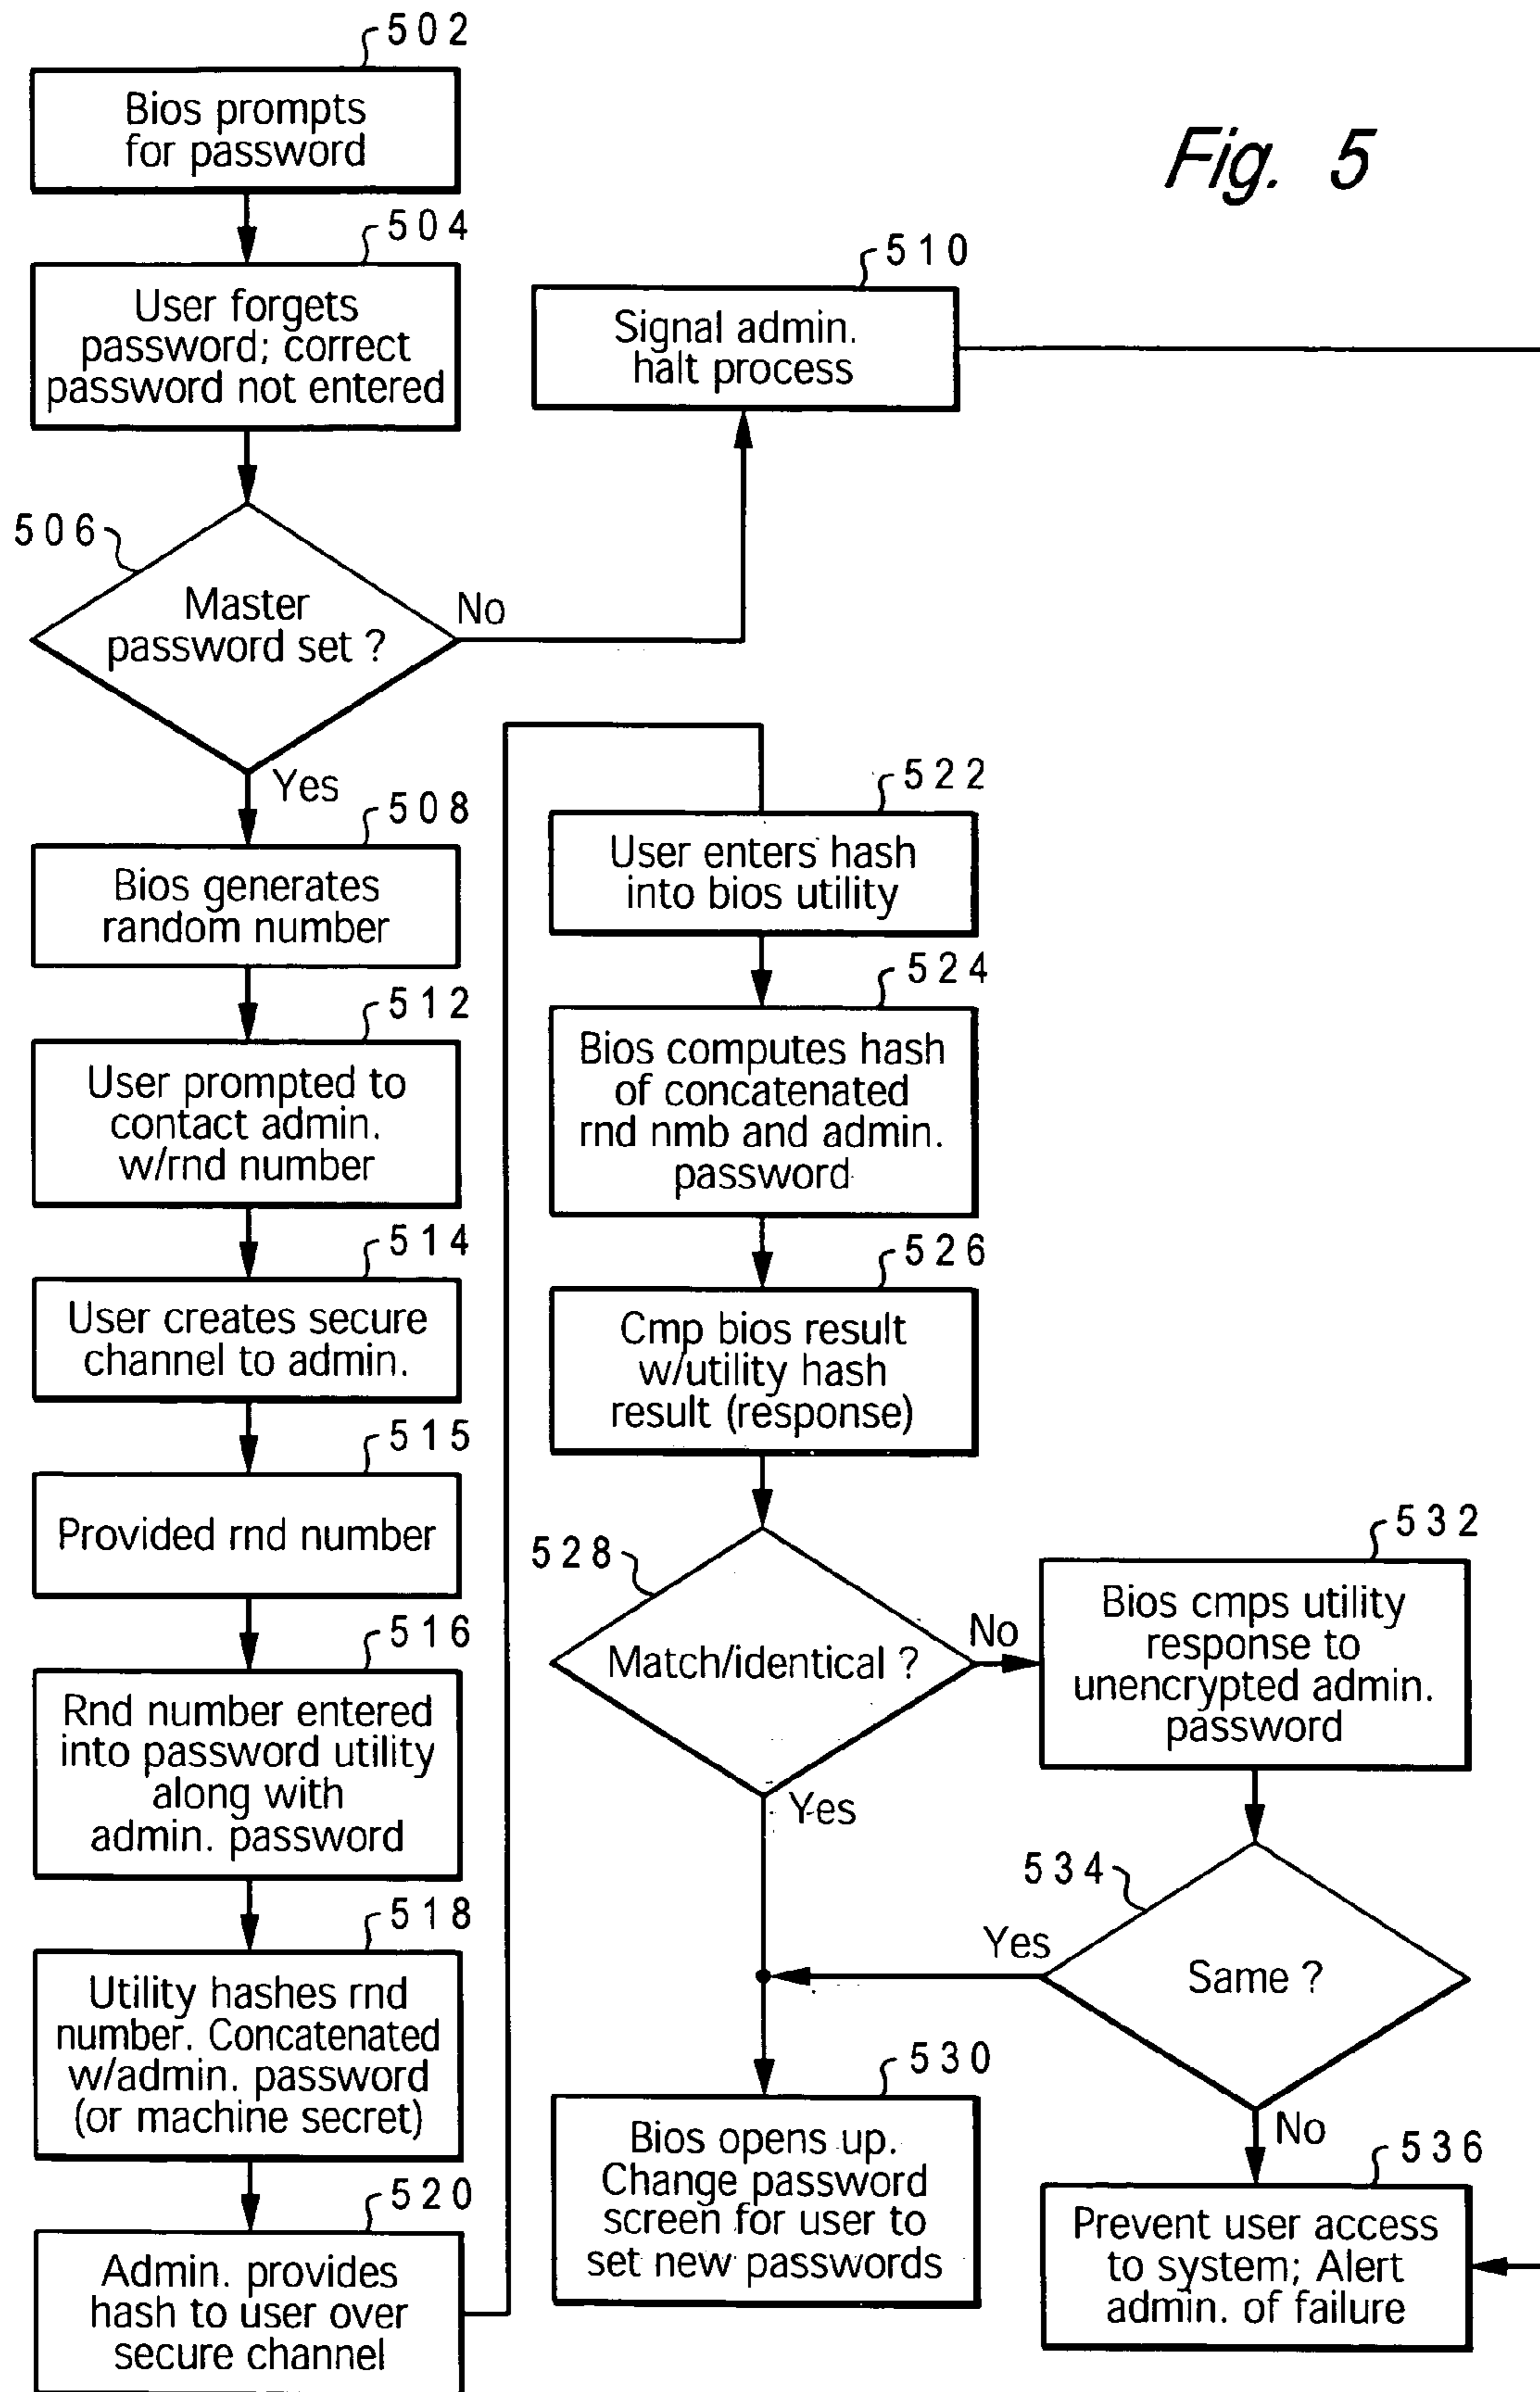 Fig. 5
502
Bios prompts
for password
504
User forgets
password; correct
password not entered
506
Master
password set ?
No
Yes
510
Signal admin.
halt process
508
Bios generates
random number
512
User prompted to
contact admin.
w/rnd number
514
User creates secure
channel to admin.
515
Provided rnd number
516
Rnd number entered
into password utility
along with
admin. password
518
Utility hashes rnd
number. Concatenated
w/admin. password
(or machine secret)
520
Admin. provides
hash to user over
secure channel
522
User enters hash
into bios utility
524
Bios computes hash
of concatenated
rnd nmb and admin.
password
526
Cmp bios result
w/utility hash
result (response)
528
Match/identical ?
No
Yes
532
Bios cmps utility
response to
unencrypted admin.
password
534
Same ?
Yes
No
530
Bios opens up.
Change password
screen for user to
set new passwords
536
Prevent user access
to system; Alert
admin. of failure